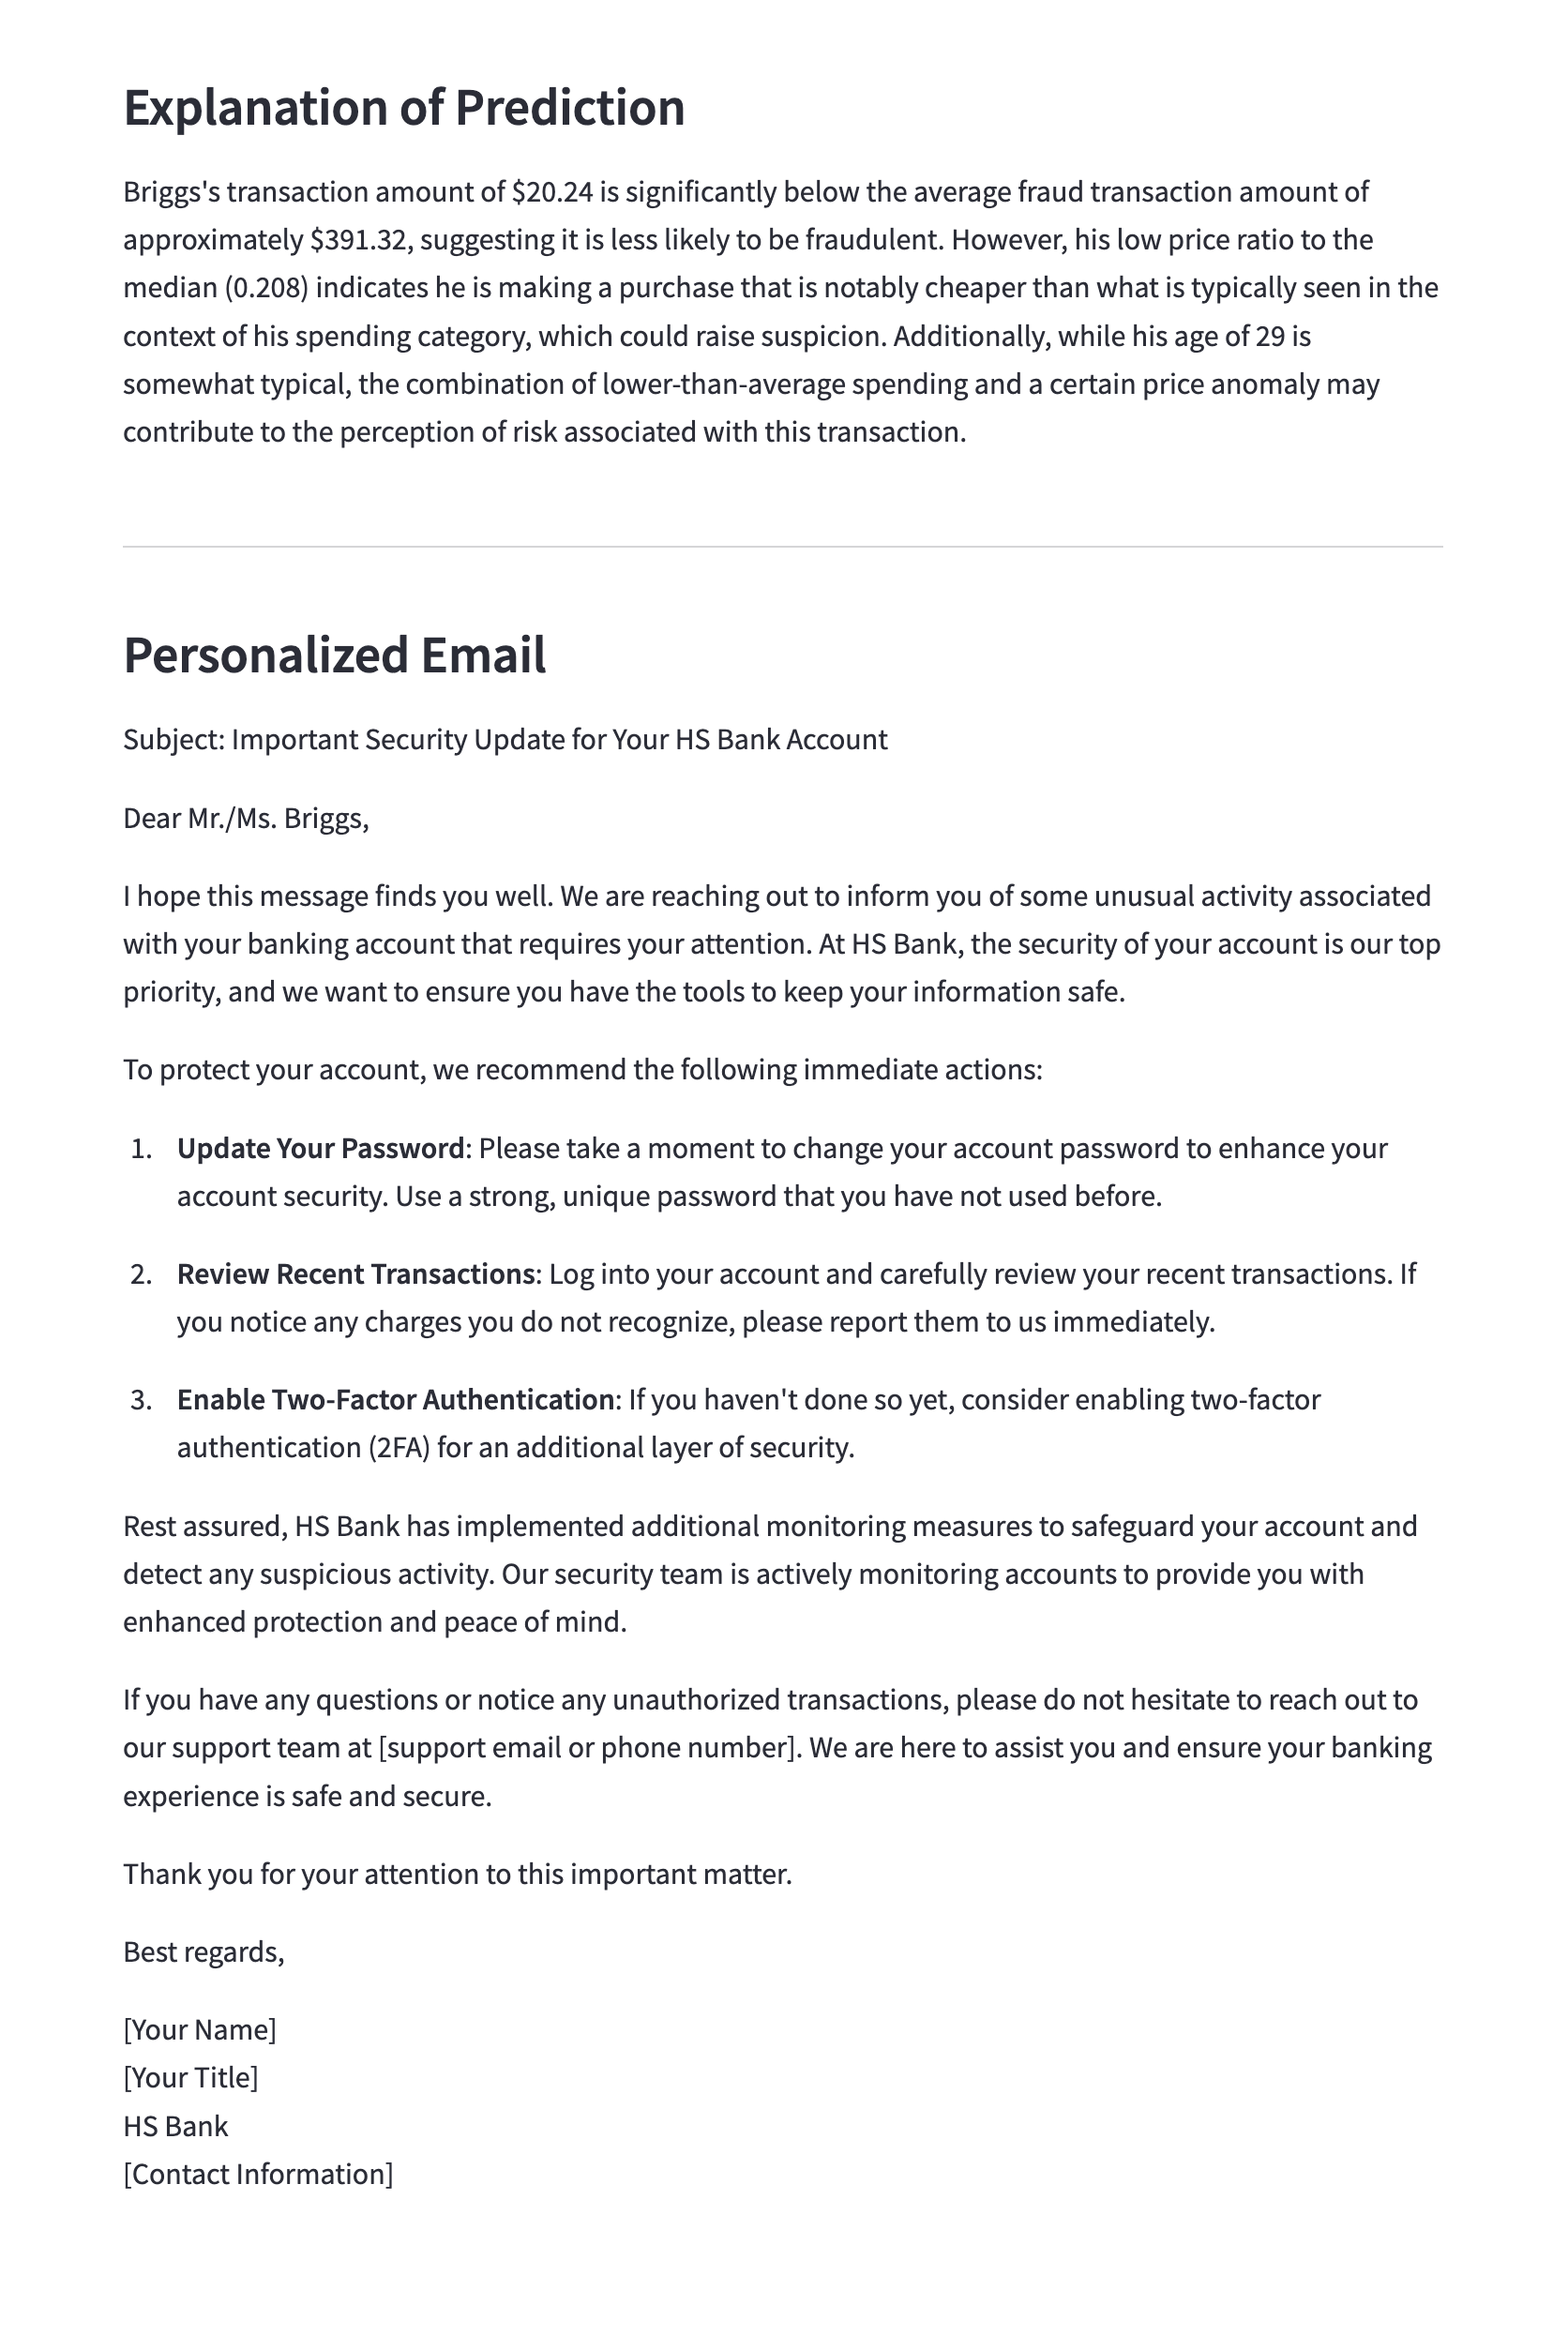 Explanation of Prediction
Briggs's transaction amount of $20.24 is significantly below the average fraud transaction amount of
approximately $391.32, suggesting it is less likely to be fraudulent. However, his low price ratio to the
median (0.208) indicates he is making a purchase that is notably cheaper than what is typically seen in the
context of his spending category, which could raise suspicion. Additionally, while his age of 29 is
somewhat typical, the combination of lower-than-average spending and a certain price anomaly may
contribute to the perception of risk associated with this transaction.
Personalized Email
Subject: Important Security Update for Your HS Bank Account
Dear Mr./Ms. Briggs,
I hope this message finds you well. We are reaching out to inform you of some unusual activity associated
with your banking account that requires your attention. At HS Bank, the security of your account is our top
priority, and we want to ensure you have the tools to keep your information safe.
To protect your account, we recommend the following immediate actions:
1. Update Your Password: Please take a moment to change your account password to enhance your
account security. Use a strong, unique password that you have not used before.
2. Review Recent Transactions: Log into your account and carefully review your recent transactions. If
you notice any charges you do not recognize, please report them to us immediately.
3. Enable Two-Factor Authentication: If you haven't done so yet, consider enabling two-factor
authentication (2FA) for an additional layer of security.
Rest assured, HS Bank has implemented additional monitoring measures to safeguard your account and
detect any suspicious activity. Our security team is actively monitoring accounts to provide you with
enhanced protection and peace of mind.
If you have any questions or notice any unauthorized transactions, please do not hesitate to reach out to
our support team at [support email or phone number]. We are here to assist you and ensure your banking
experience is safe and secure.
Thank you for your attention to this important matter.
Best regards,
[Your Name]
[Your Title]
HS Bank
[Contact Information]